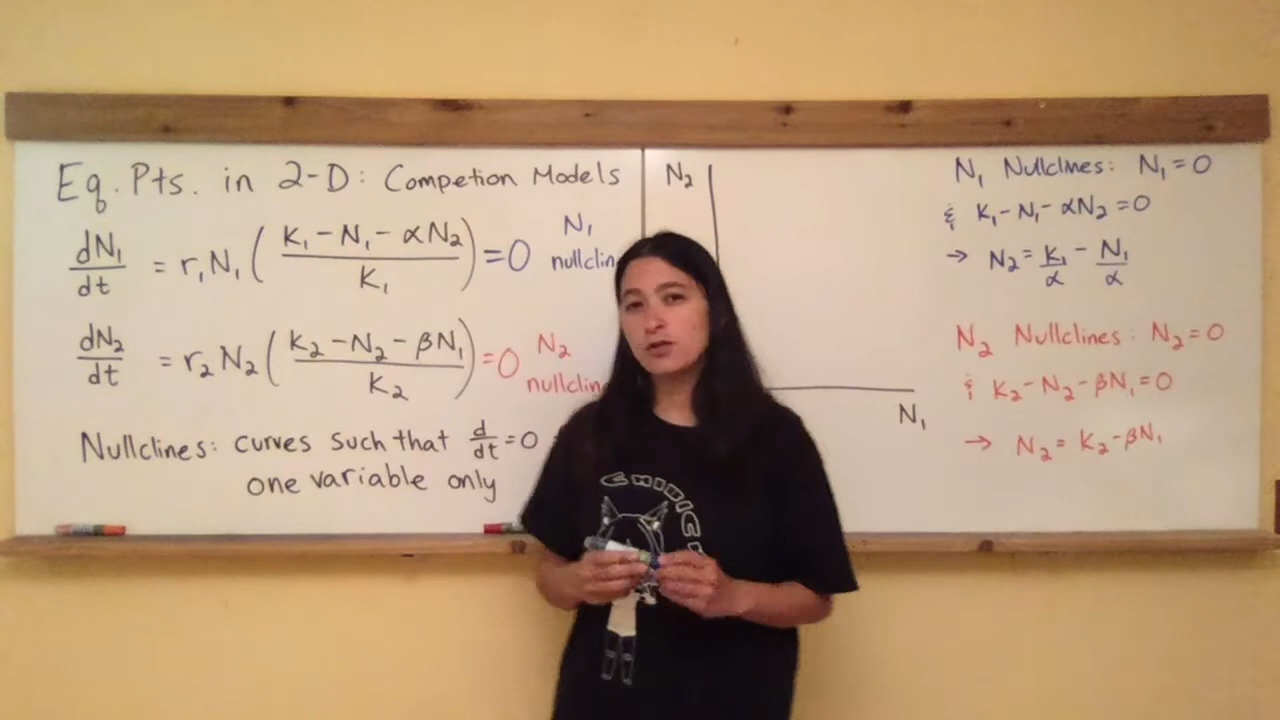 Eq. Pts. in 2-D: Competion Models
dN₁/dt = r₁N₁ ( (K₁ - N₁ - αN₂) / K₁ ) = 0 N₁
dN₂/dt = r₂N₂ ( (K₂ - N₂ - βN₁) / K₂ ) = 0 N₂
Nullclines: curves such that d/dt = 0
one variable only
N₂
N₁
N₁ Nullclines: N₁ = 0
& K₁ - N₁ - αN₂ = 0
→ N₂ = K₁/α - N₁/α
N₂ Nullclines: N₂ = 0
& K₂ - N₂ - βN₁ = 0
→ N₂ = K₂ - βN₁